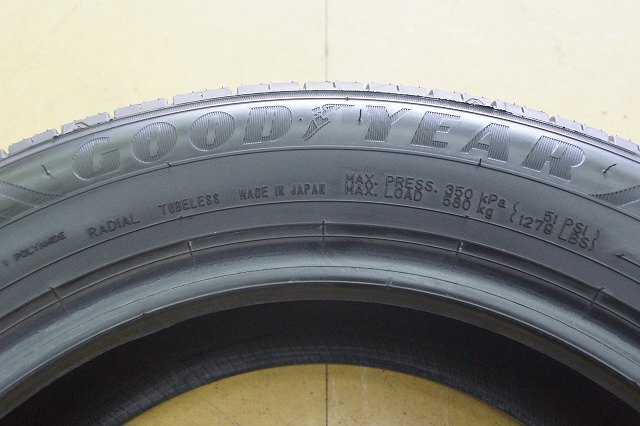 GOODYEAR
1 POLYAMIDE RADIAL TUBELESS MADE IN JAPAN MAX. PRESS. 350 kPa (51 PSI)
MAX. LOAD 580 kg (1279 LBS)